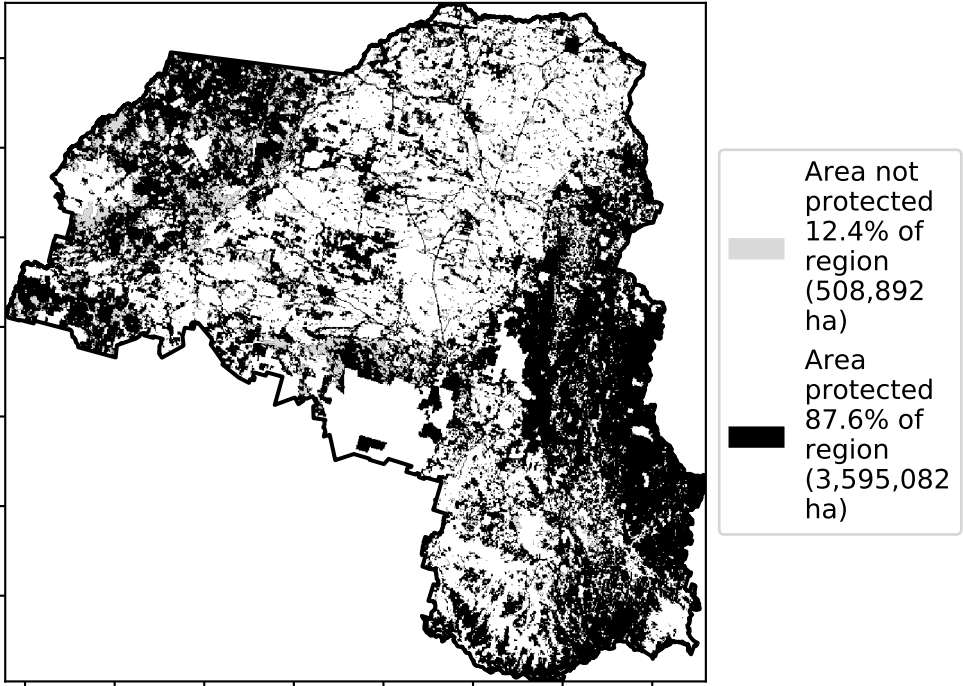 Area not
protected
12.4% of
region
(508,892
ha)
Area
protected
87.6% of
region
(3,595,082
ha)